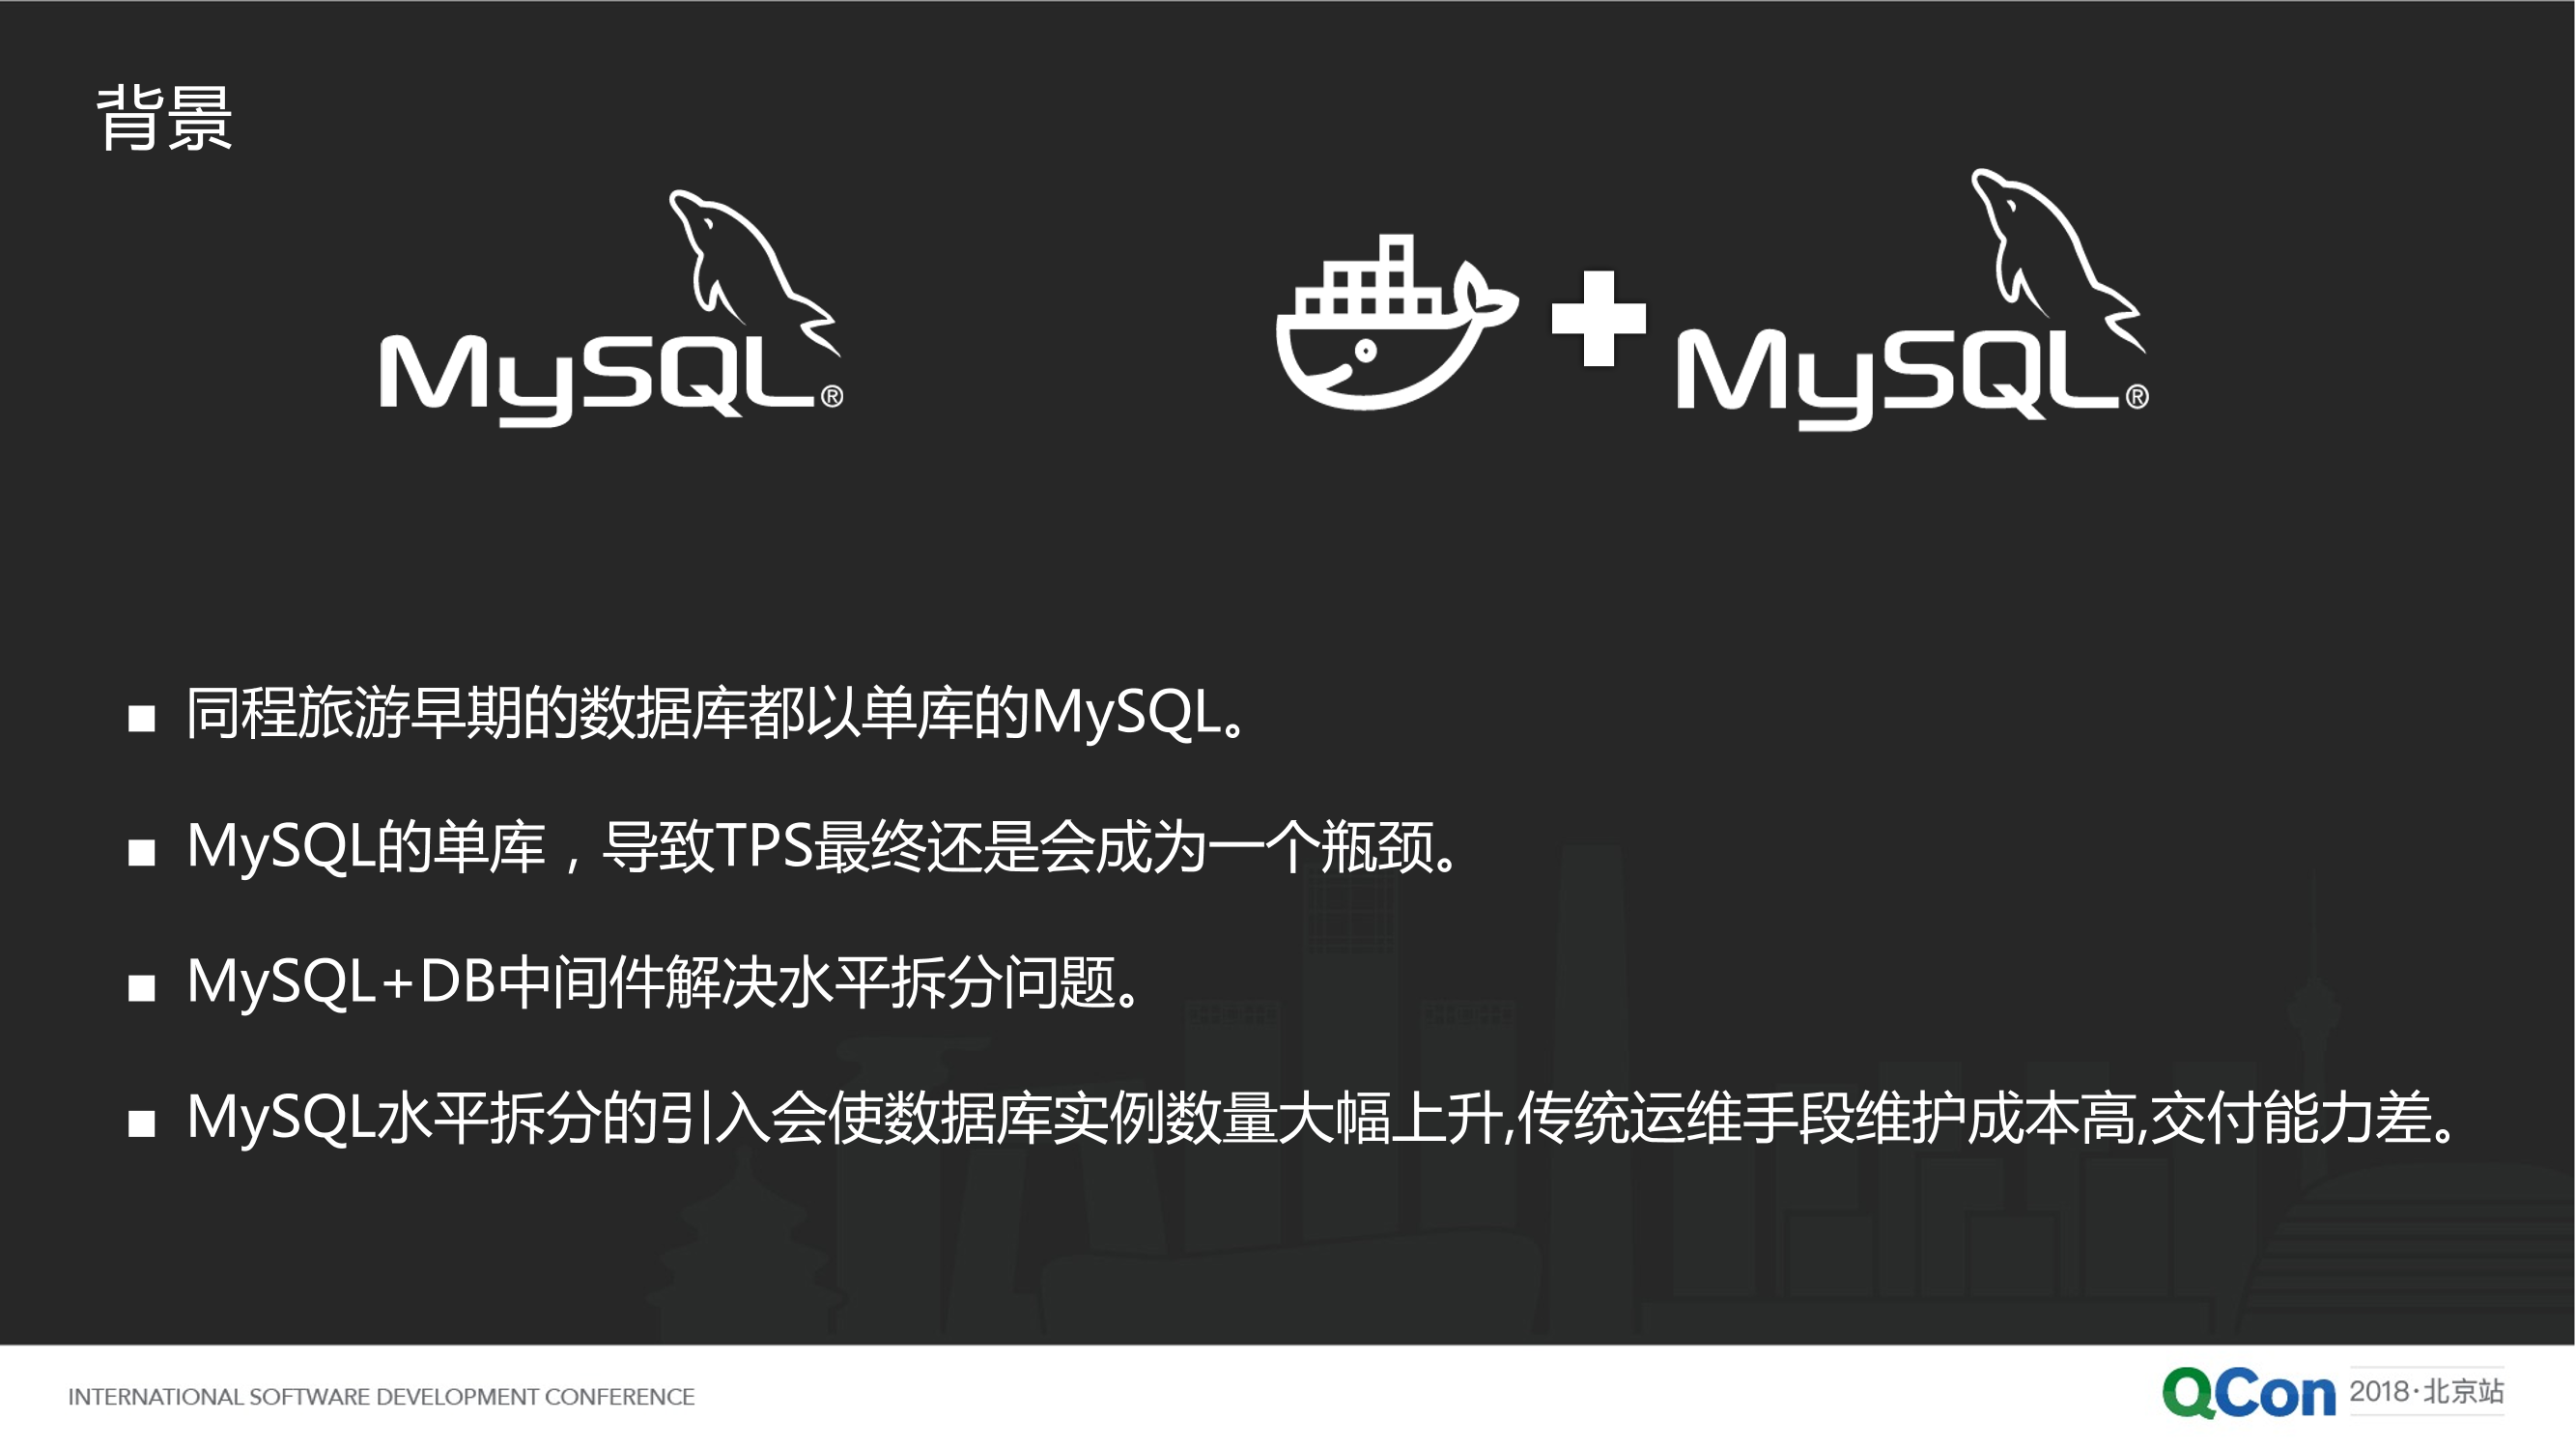 背景
MySQL®
MySQL®
■ 同程旅游早期的数据库都以单库的MySQL。
■ MySQL的单库，导致TPS最终还是会成为一个瓶颈。
■ MySQL+DB中间件解决水平拆分问题。
■ MySQL水平拆分的引入会使数据库实例数量大幅上升,传统运维手段维护成本高,交付能力差。
INTERNATIONAL SOFTWARE DEVELOPMENT CONFERENCE
QCon 2018·北京站